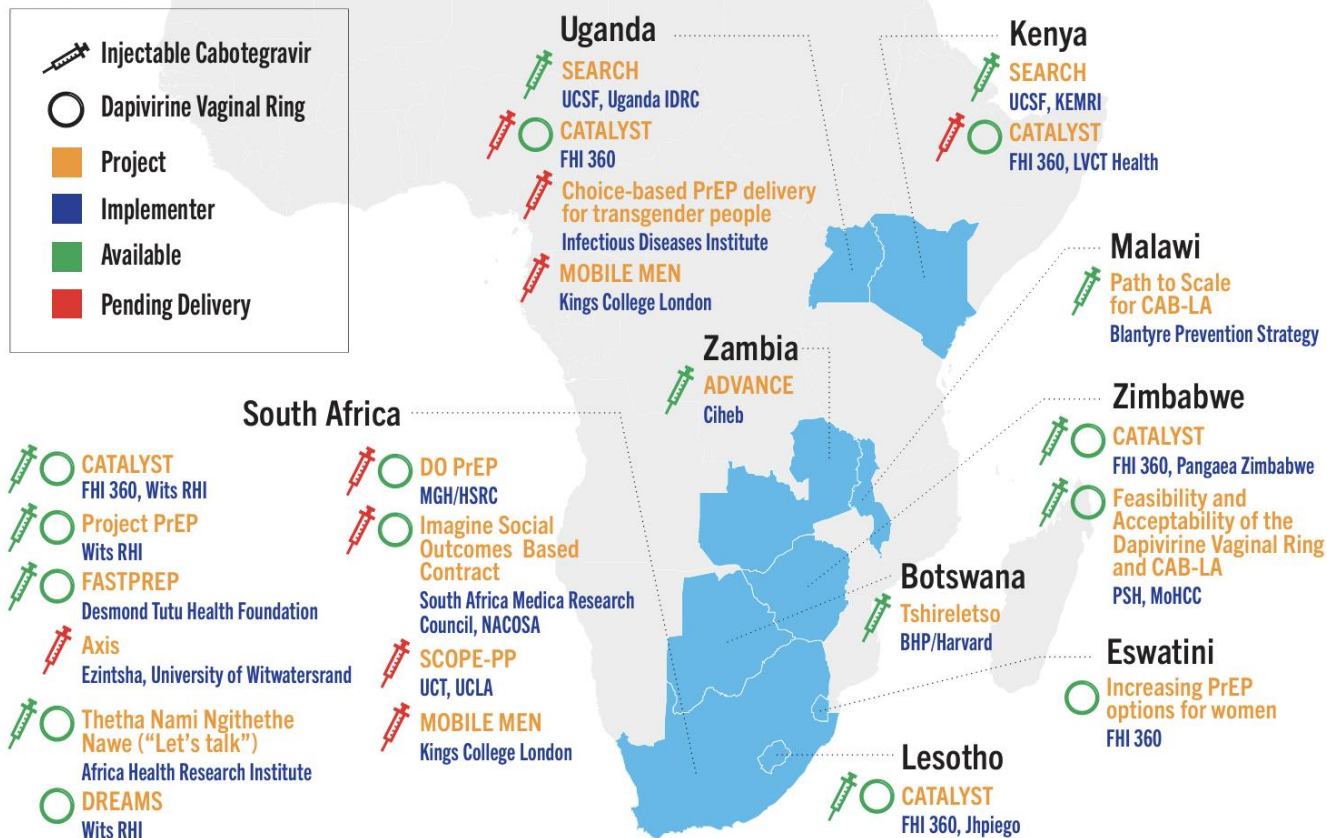 Injectable Cabotegravir
Dapivirine Vaginal Ring
Project
Implementer
Available
Pending Delivery
Uganda
SEARCH
UCSF, Uganda IDRC
CATALYST
FHI 360
Choice-based PrEP delivery
for transgender people
Infectious Diseases Institute
MOBILE MEN
Kings College London
Kenya
SEARCH
UCSF, KEMRI
CATALYST
FHI 360, LVCT Health
Malawi
Path to Scale
for CAB-LA
Blantyre Prevention Strategy
Zambia
ADVANCE
Ciheb
Zimbabwe
CATALYST
FHI 360, Pangaea Zimbabwe
Feasibility and
Acceptability of the
Dapivirine Vaginal Ring
and CAB-LA
PSH, MoHCC
South Africa
CATALYST
FHI 360, Wits RHI
Project PrEP
Wits RHI
FASTPREP
Desmond Tutu Health Foundation
Axis
Ezintsha, University of Witwatersrand
Thetha Nami Ngithethe
Nawe (“Let’s talk”)
Africa Health Research Institute
DREAMS
Wits RHI
DO PrEP
MGH/HSRC
Imagine Social
Outcomes Based
Contract
South Africa Medica Research
Council, NACOSA
SCOPE-PP
UCT, UCLA
MOBILE MEN
Kings College London
Botswana
Tshireletso
BHP/Harvard
Eswatini
Increasing PrEP
options for women
FHI 360
Lesotho
CATALYST
FHI 360, Jhpiego